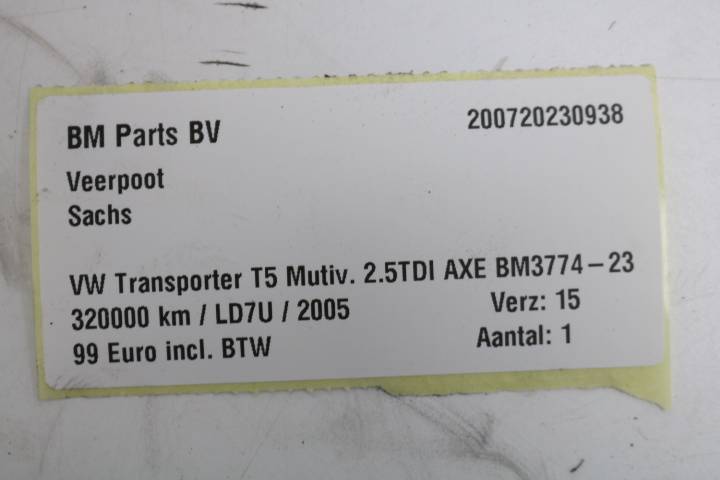 BM Parts BV 200720230938
Veerpoot
Sachs
VW Transporter T5 Mutiv. 2.5TDI AXE BM3774-23
320000 km / LD7U / 2005 Verz: 15
99 Euro incl. BTW Aantal: 1